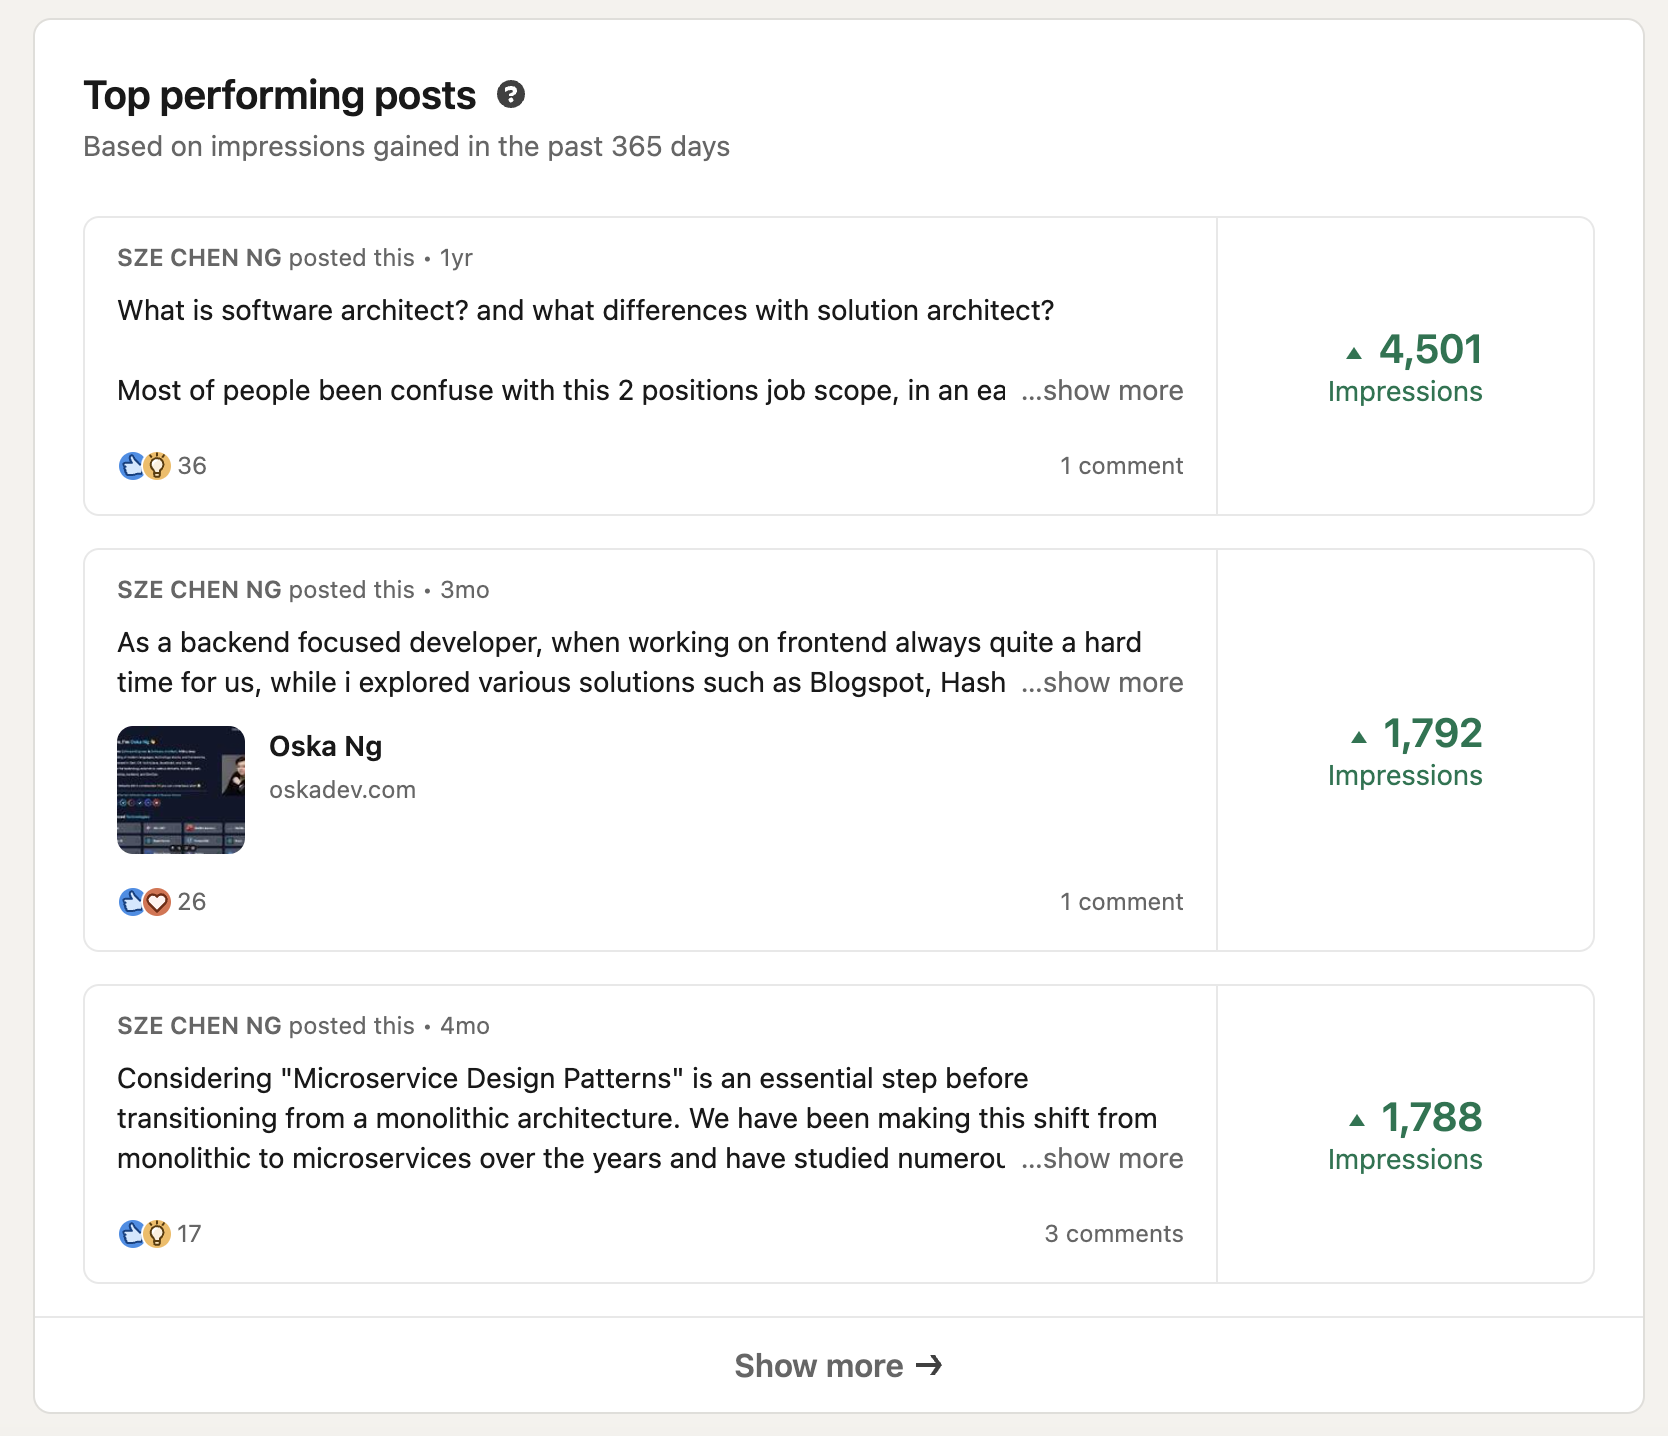 Top performing posts
Based on impressions gained in the past 365 days
SZE CHEN NG posted this • 1yr
What is software architect? and what differences with solution architect?
Most of people been confuse with this 2 positions job scope, in an ea ...show more
36
1 comment
4,501
Impressions
SZE CHEN NG posted this • 3mo
As a backend focused developer, when working on frontend always quite a hard
time for us, while i explored various solutions such as Blogspot, Hash ...show more
Oska Ng
oskadev.com
26
1 comment
1,792
Impressions
SZE CHEN NG posted this • 4mo
Considering "Microservice Design Patterns" is an essential step before
transitioning from a monolithic architecture. We have been making this shift from
monolithic to microservices over the years and have studied numerou ...show more
17
3 comments
1,788
Impressions
Show more →